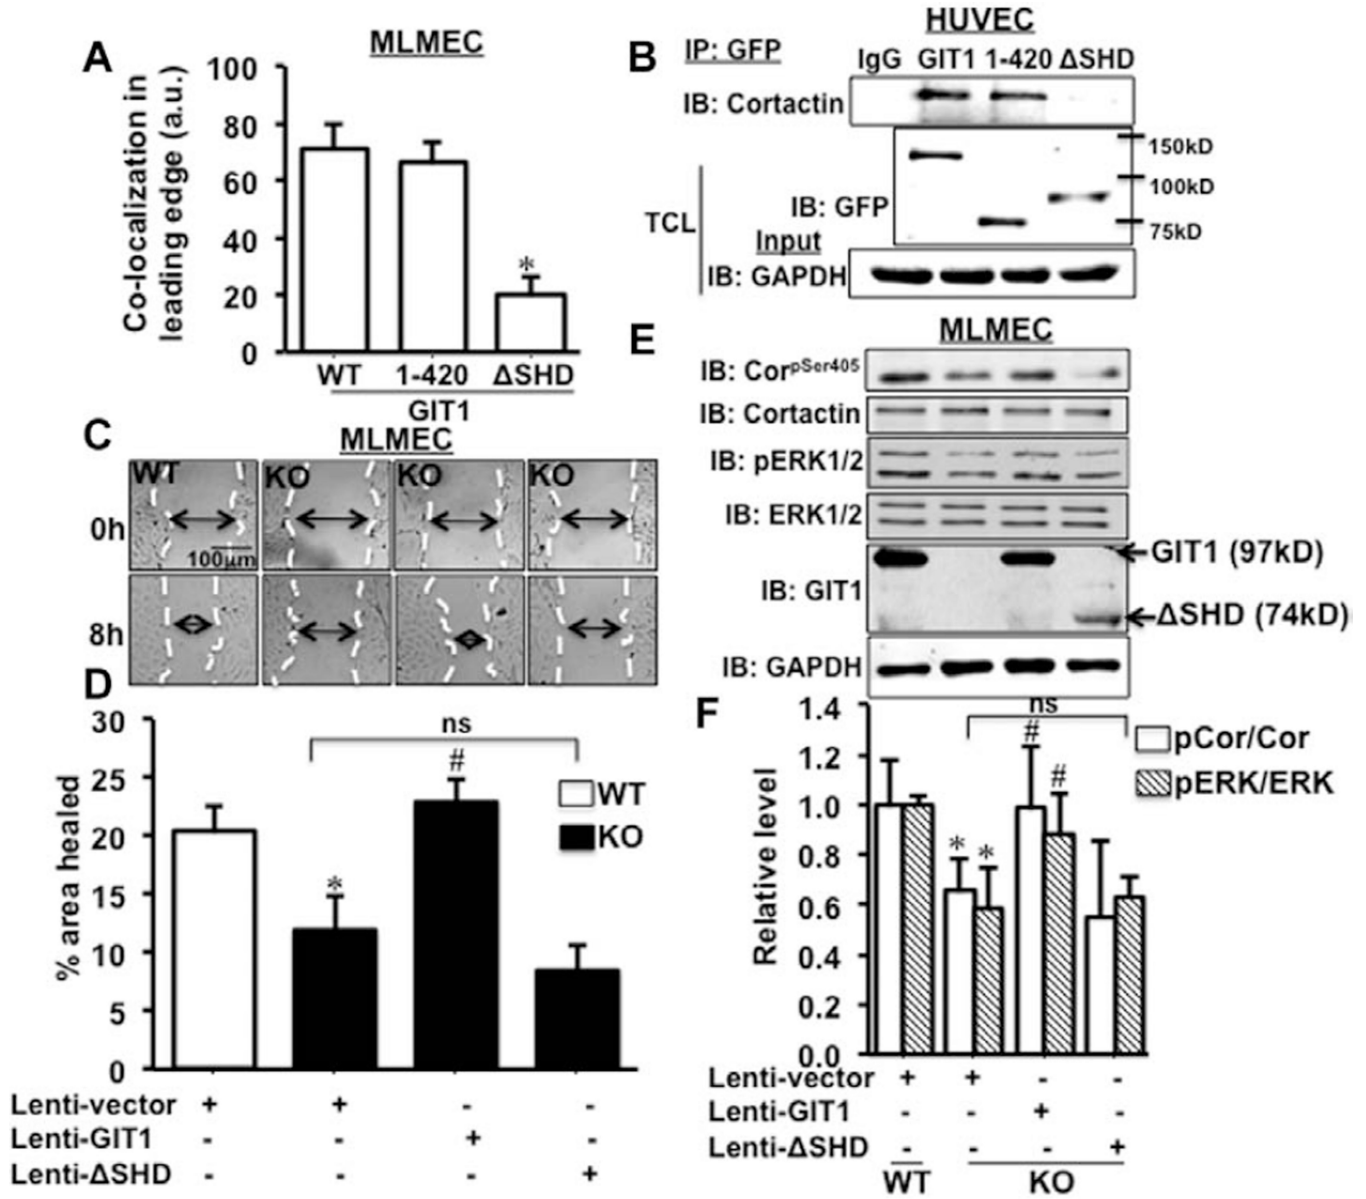 A
MLMEC
Co-localization in
leading edge (a.u.)
100
80
60
40
20
0
*
WT 1-420 ΔSHD
GIT1
B
HUVEC
IP: GFP
IgG GIT1 1-420 ΔSHD
IB: Cortactin
150kD
100kD
75kD
IB: GFP
TCL
Input
IB: GAPDH
C
MLMEC
WT KO KO KO
0h
100μm
8h
D
% area healed
30
25
20
15
10
5
0
ns
*
#
WT
KO
Lenti-vector + + - -
Lenti-GIT1 - - + -
Lenti-ΔSHD - - - +
E
MLMEC
IB: CorpSer405
IB: Cortactin
IB: pERK1/2
IB: ERK1/2
IB: GIT1
GIT1 (97kD)
ΔSHD (74kD)
IB: GAPDH
F
Relative level
1.4
1.2
1.0
0.8
0.6
0.4
0.2
0.0
ns
* *
# #
pCor/Cor
pERK/ERK
Lenti-vector + + - -
Lenti-GIT1 - - + -
Lenti-ΔSHD - - - +
WT KO